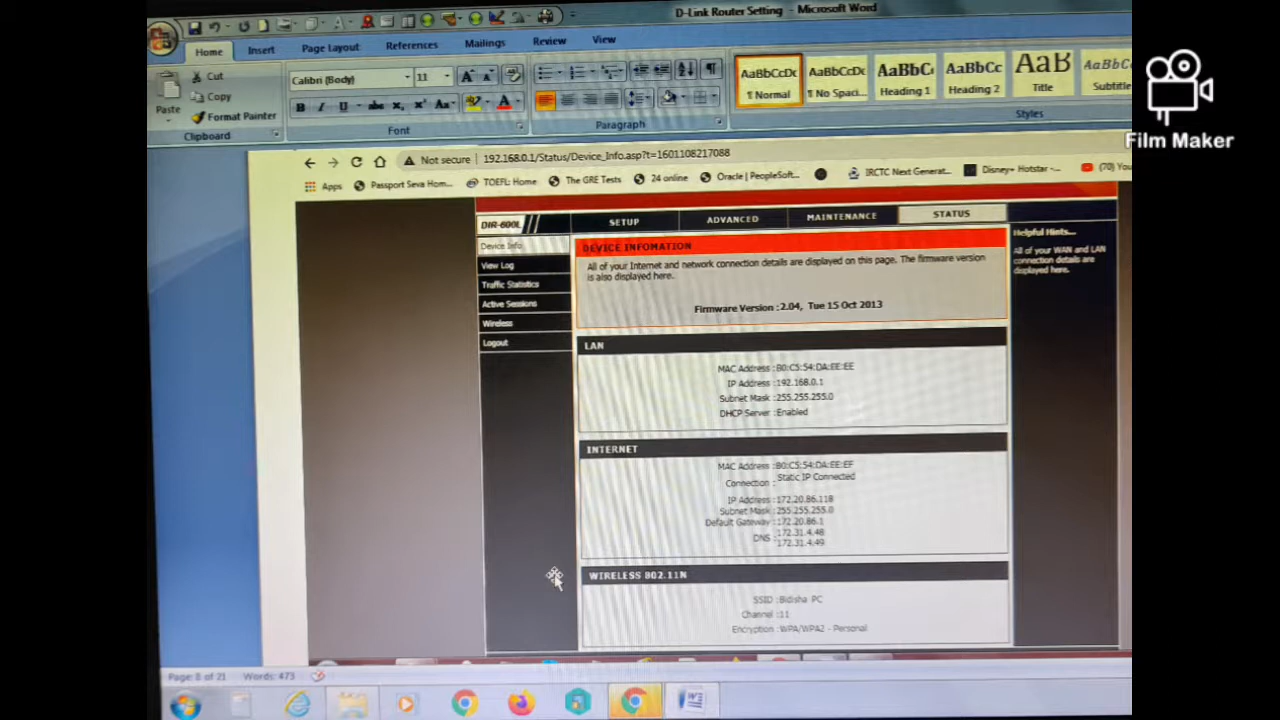 D-Link Router Setting - Microsoft Word
Home Insert Page Layout References Mailings Review View
Cut
Copy
Paste
Format Painter
Clipboard
Calibri (Body) 11
Font
Paragraph
AaBbCcDc AaBbCcDc AaBbC AaBbCc AaB AaBbCc
¶ Normal ¶ No Spaci... Heading 1 Heading 2 Title Subtitle
Styles
Film Maker
Not secure 192.168.0.1/Status/Device_Info.asp?t=1601108217088
Apps Passport Seva Hom... TOEFL: Home The GRE Tests 24 online Oracle | PeopleSoft... IRCTC Next Generat... Disney+ Hotstar -... (70) You
DIR-600L SETUP ADVANCED MAINTENANCE STATUS
Device Info
View Log
Traffic Statistics
Active Sessions
Wireless
Logout
DEVICE INFOMATION
All of your Internet and network connection details are displayed on this page. The firmware version
is also displayed here.
Firmware Version :2.04, Tue 15 Oct 2013
Helpful Hints...
All of your WAN and LAN
connection details are
displayed here.
LAN
MAC Address :B0:C5:54:DA:EE:EE
IP Address :192.168.0.1
Subnet Mask :255.255.255.0
DHCP Server :Enabled
INTERNET
MAC Address :B0:C5:54:DA:EE:EF
Connection : Static IP Connected
IP Address :172.20.86.118
Subnet Mask :255.255.255.0
Default Gateway :172.20.86.1
DNS : 172.31.4.48
172.31.4.49
WIRELESS 802.11N
SSID :Bidisha PC
Channel :11
Encryption :WPA/WPA2 - Personal
Page: 8 of 21 Words: 473